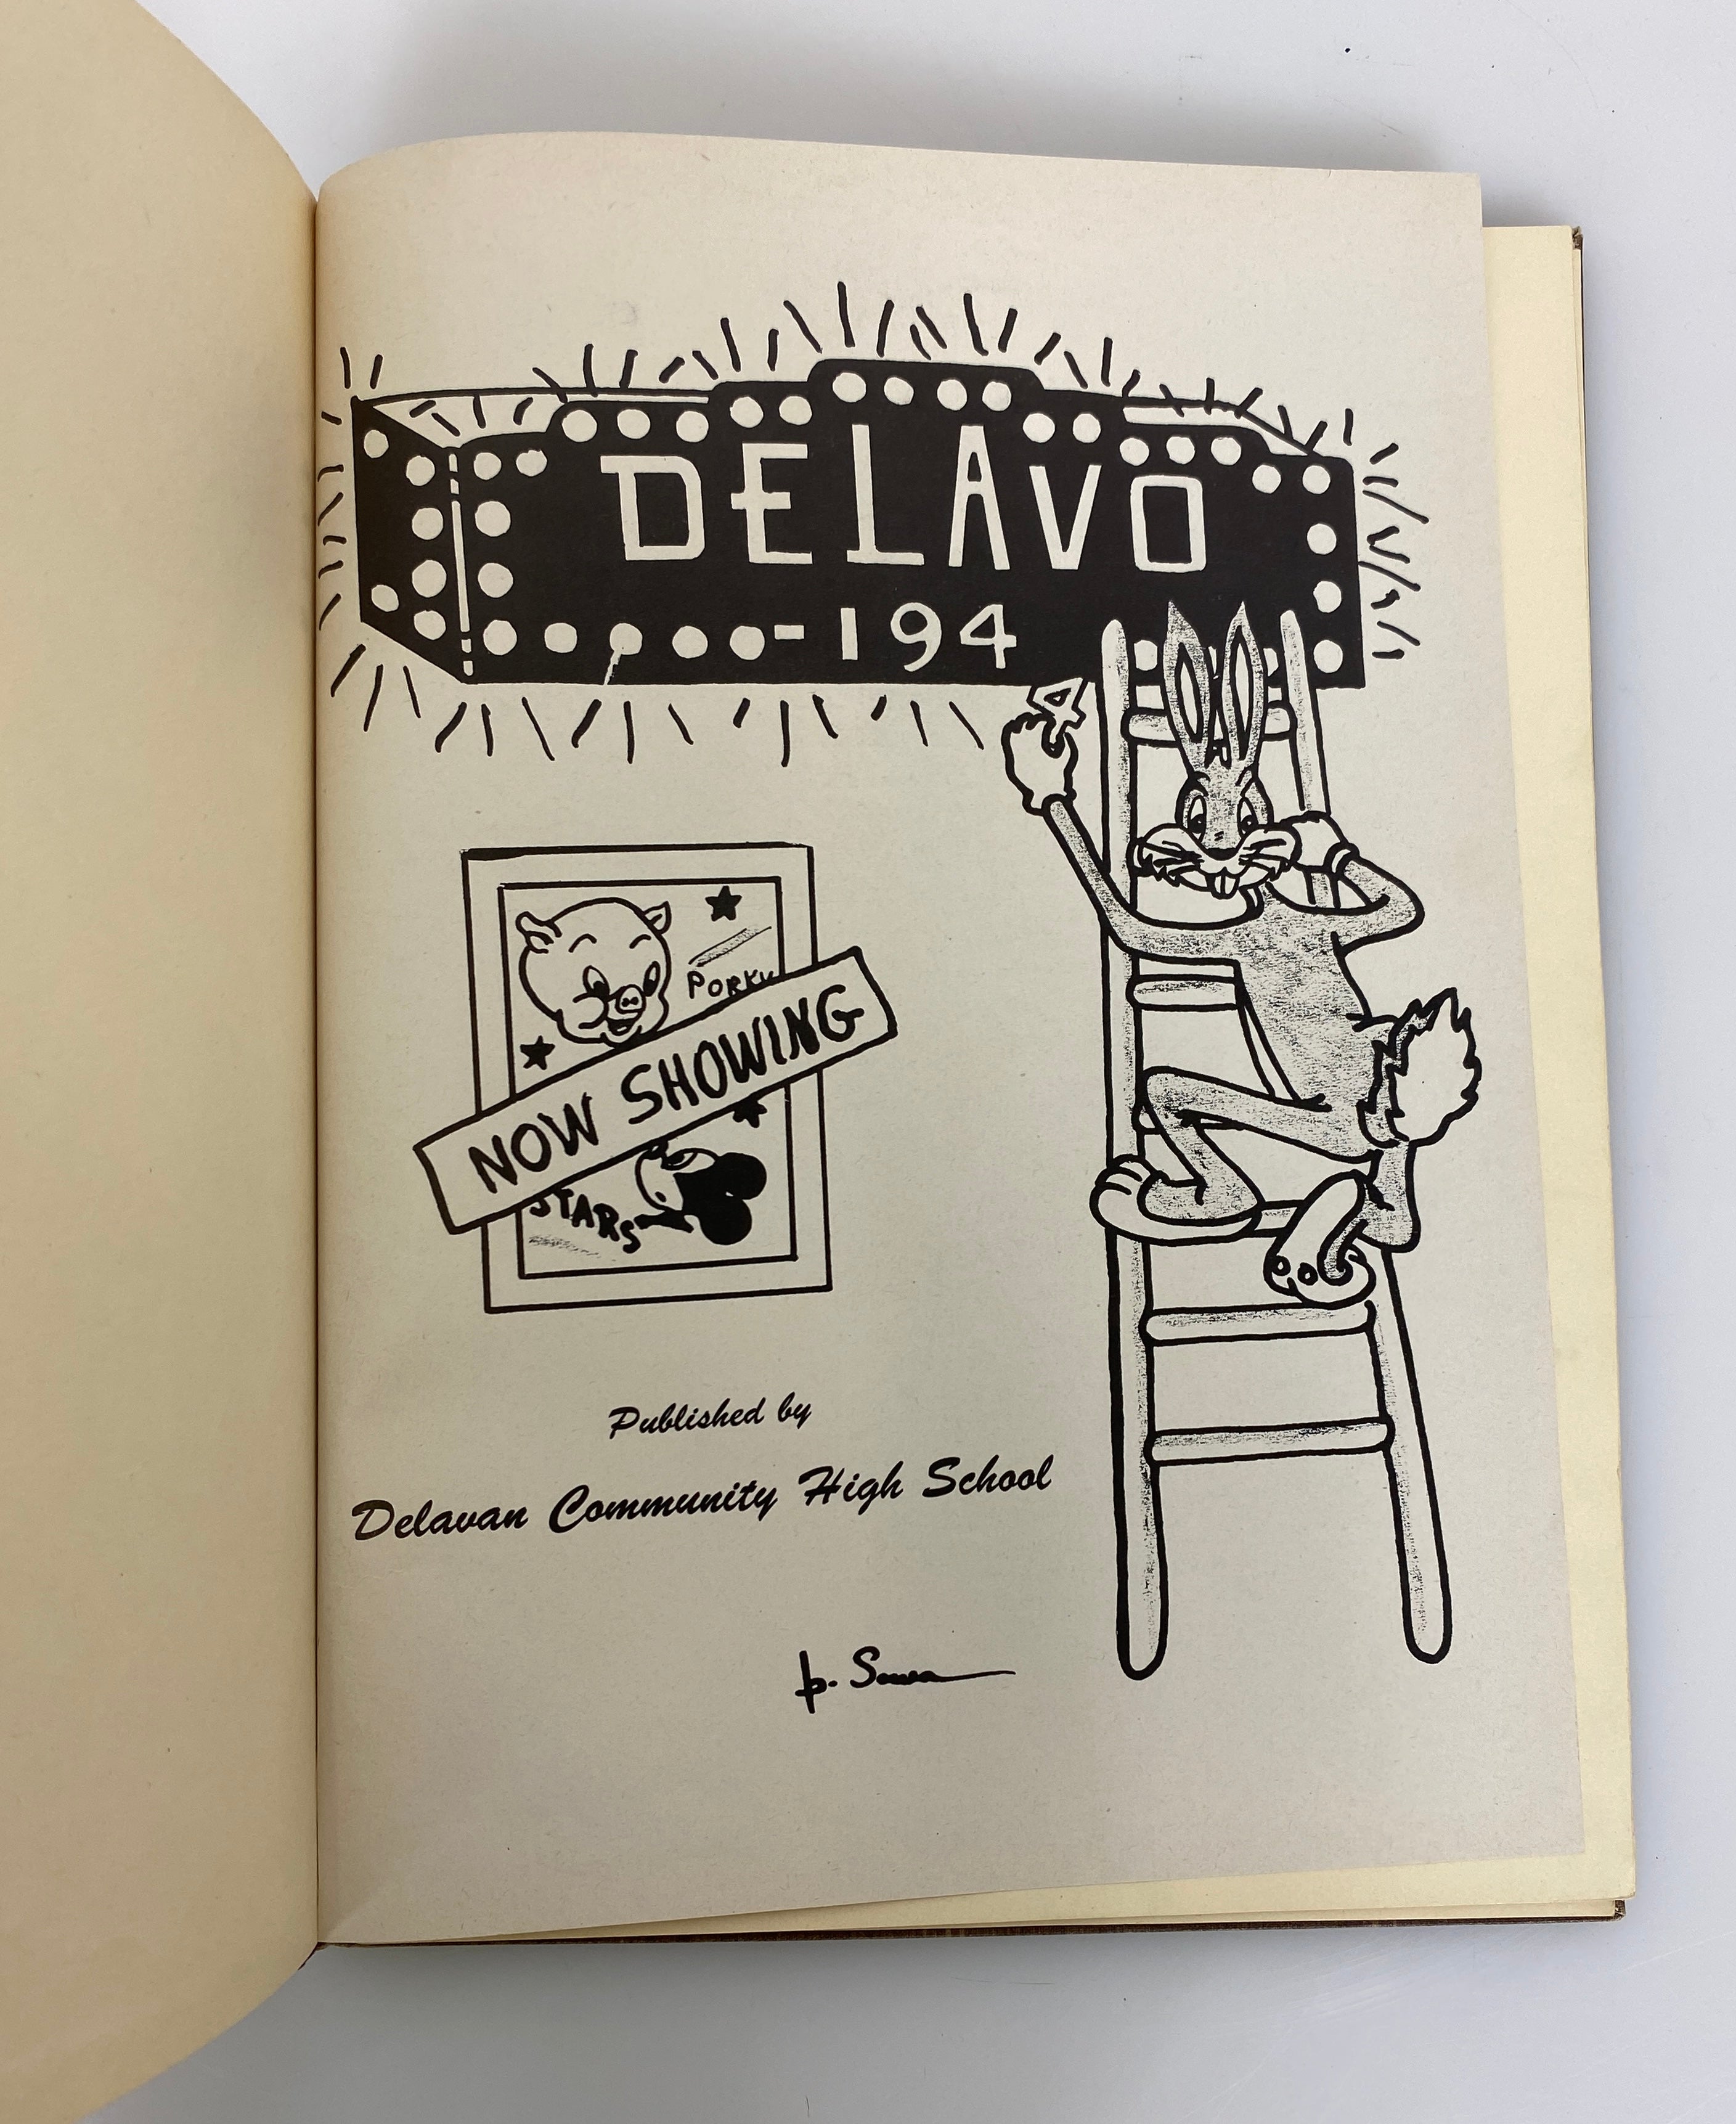 DELAVO
-194
4
PORKY
NOW SHOWING
STARS
Published by
Delavan Community High School